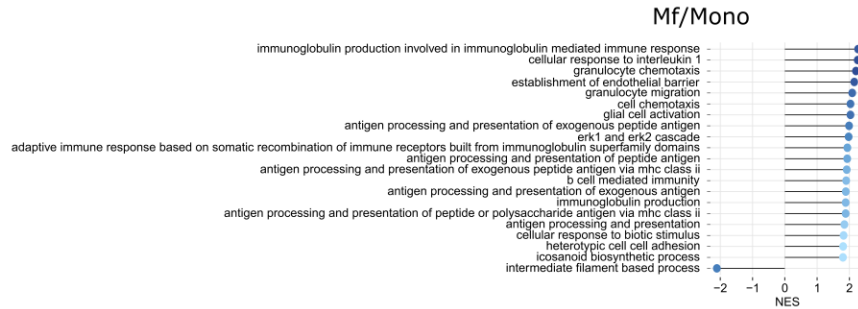 Mf/Mono
immunoglobulin production involved in immunoglobulin mediated immune response
cellular response to interleukin 1
granulocyte chemotaxis
establishment of endothelial barrier
granulocyte migration
cell chemotaxis
glial cell activation
antigen processing and presentation of exogenous peptide antigen
erk1 and erk2 cascade
adaptive immune response based on somatic recombination of immune receptors built from immunoglobulin superfamily domains
antigen processing and presentation of peptide antigen
antigen processing and presentation of exogenous peptide antigen via mhc class ii
b cell mediated immunity
antigen processing and presentation of exogenous antigen
immunoglobulin production
antigen processing and presentation of peptide or polysaccharide antigen via mhc class ii
antigen processing and presentation
cellular response to biotic stimulus
heterotypic cell cell adhesion
icosanoid biosynthetic process
intermediate filament based process
−2 −1 0 1 2
NES